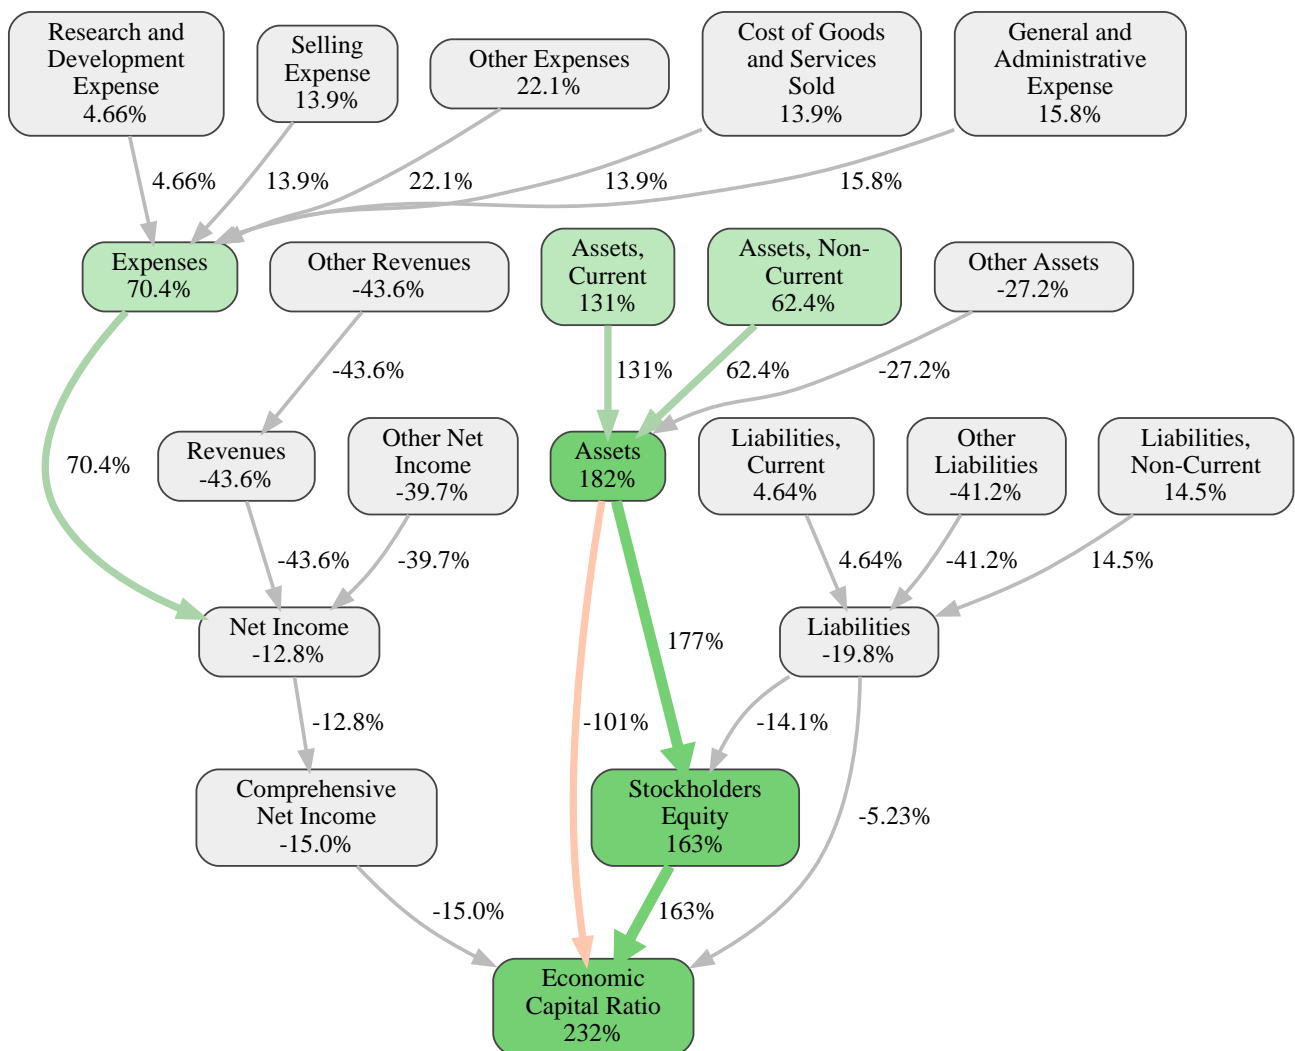 Research and
Development
Expense
4.66%
Selling
Expense
13.9%
Other Expenses
22.1%
Cost of Goods
and Services
Sold
13.9%
General and
Administrative
Expense
15.8%
4.66%
13.9%
22.1%
13.9%
15.8%
Expenses
70.4%
Other Revenues
-43.6%
Assets,
Current
131%
Assets, Non-
Current
62.4%
Other Assets
-27.2%
-43.6%
131%
62.4%
-27.2%
70.4%
Revenues
-43.6%
Other Net
Income
-39.7%
Assets
182%
Liabilities,
Current
4.64%
Other
Liabilities
-41.2%
Liabilities,
Non-Current
14.5%
-43.6%
-39.7%
4.64%
-41.2%
14.5%
Net Income
-12.8%
177%
Liabilities
-19.8%
-12.8%
-101%
-14.1%
Comprehensive
Net Income
-15.0%
Stockholders
Equity
163%
-5.23%
-15.0%
163%
Economic
Capital Ratio
232%